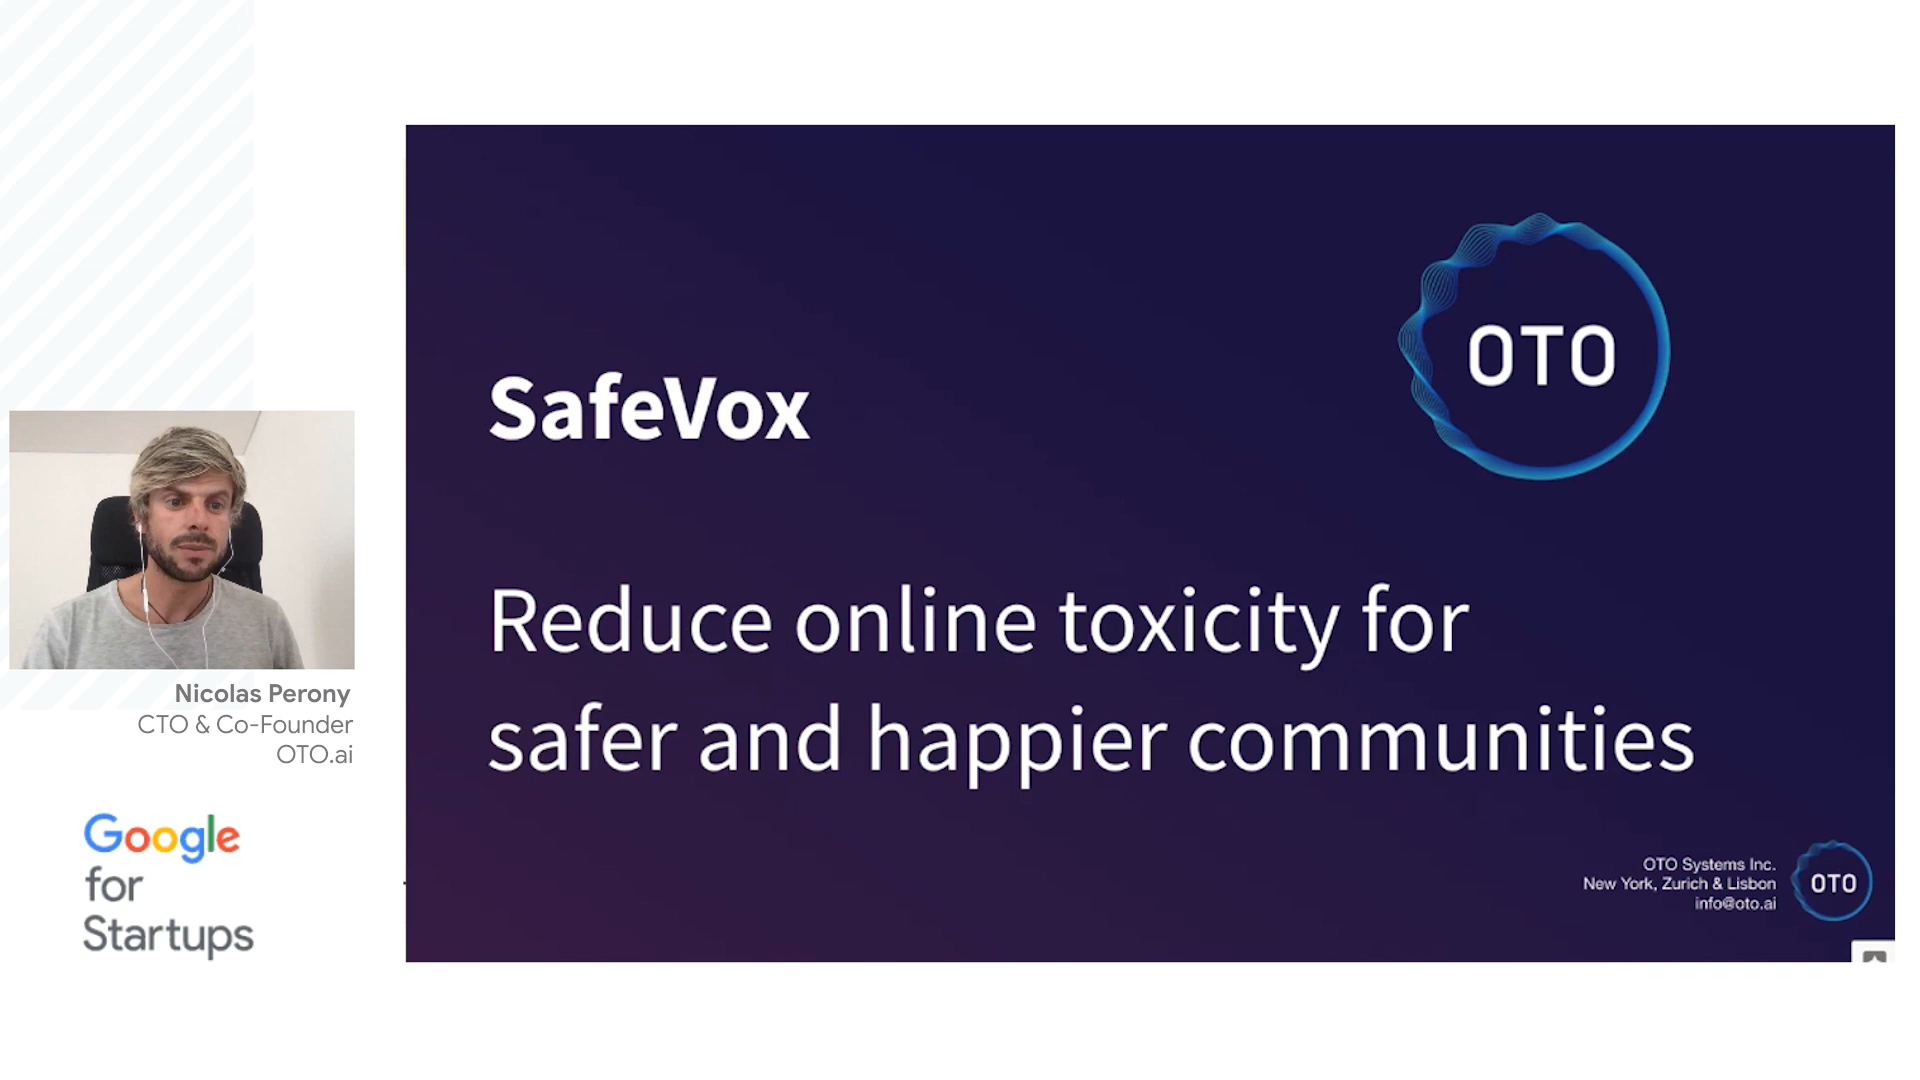 OTO
SafeVox
Reduce online toxicity for
safer and happier communities
OTO Systems Inc.
New York, Zurich & Lisbon
info@oto.ai
OTO
Nicolas Perony
CTO & Co-Founder
OTO.ai
Google
for
Startups